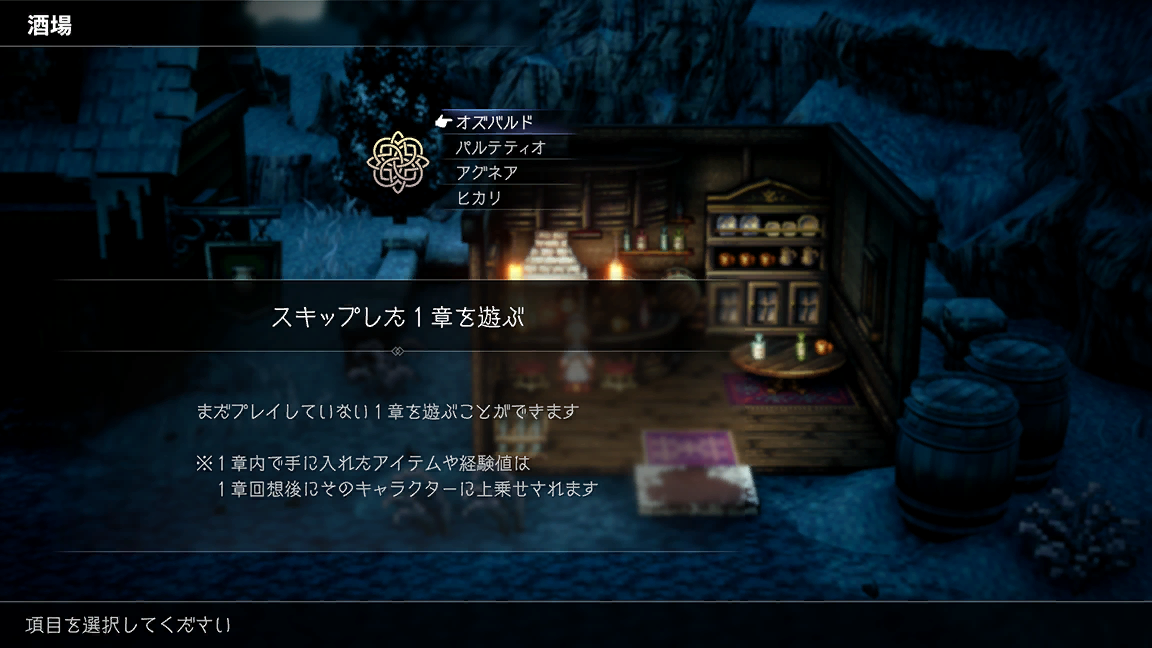 酒場
オズバルド
パルテティオ
アグネア
ヒカリ
スキップした1章を遊ぶ
まだプレイしていない1章を遊ぶことができます
※1章内で手に入れたアイテムや経験値は
1章回想後にそのキャラクターに上乗せされます
項目を選択してください